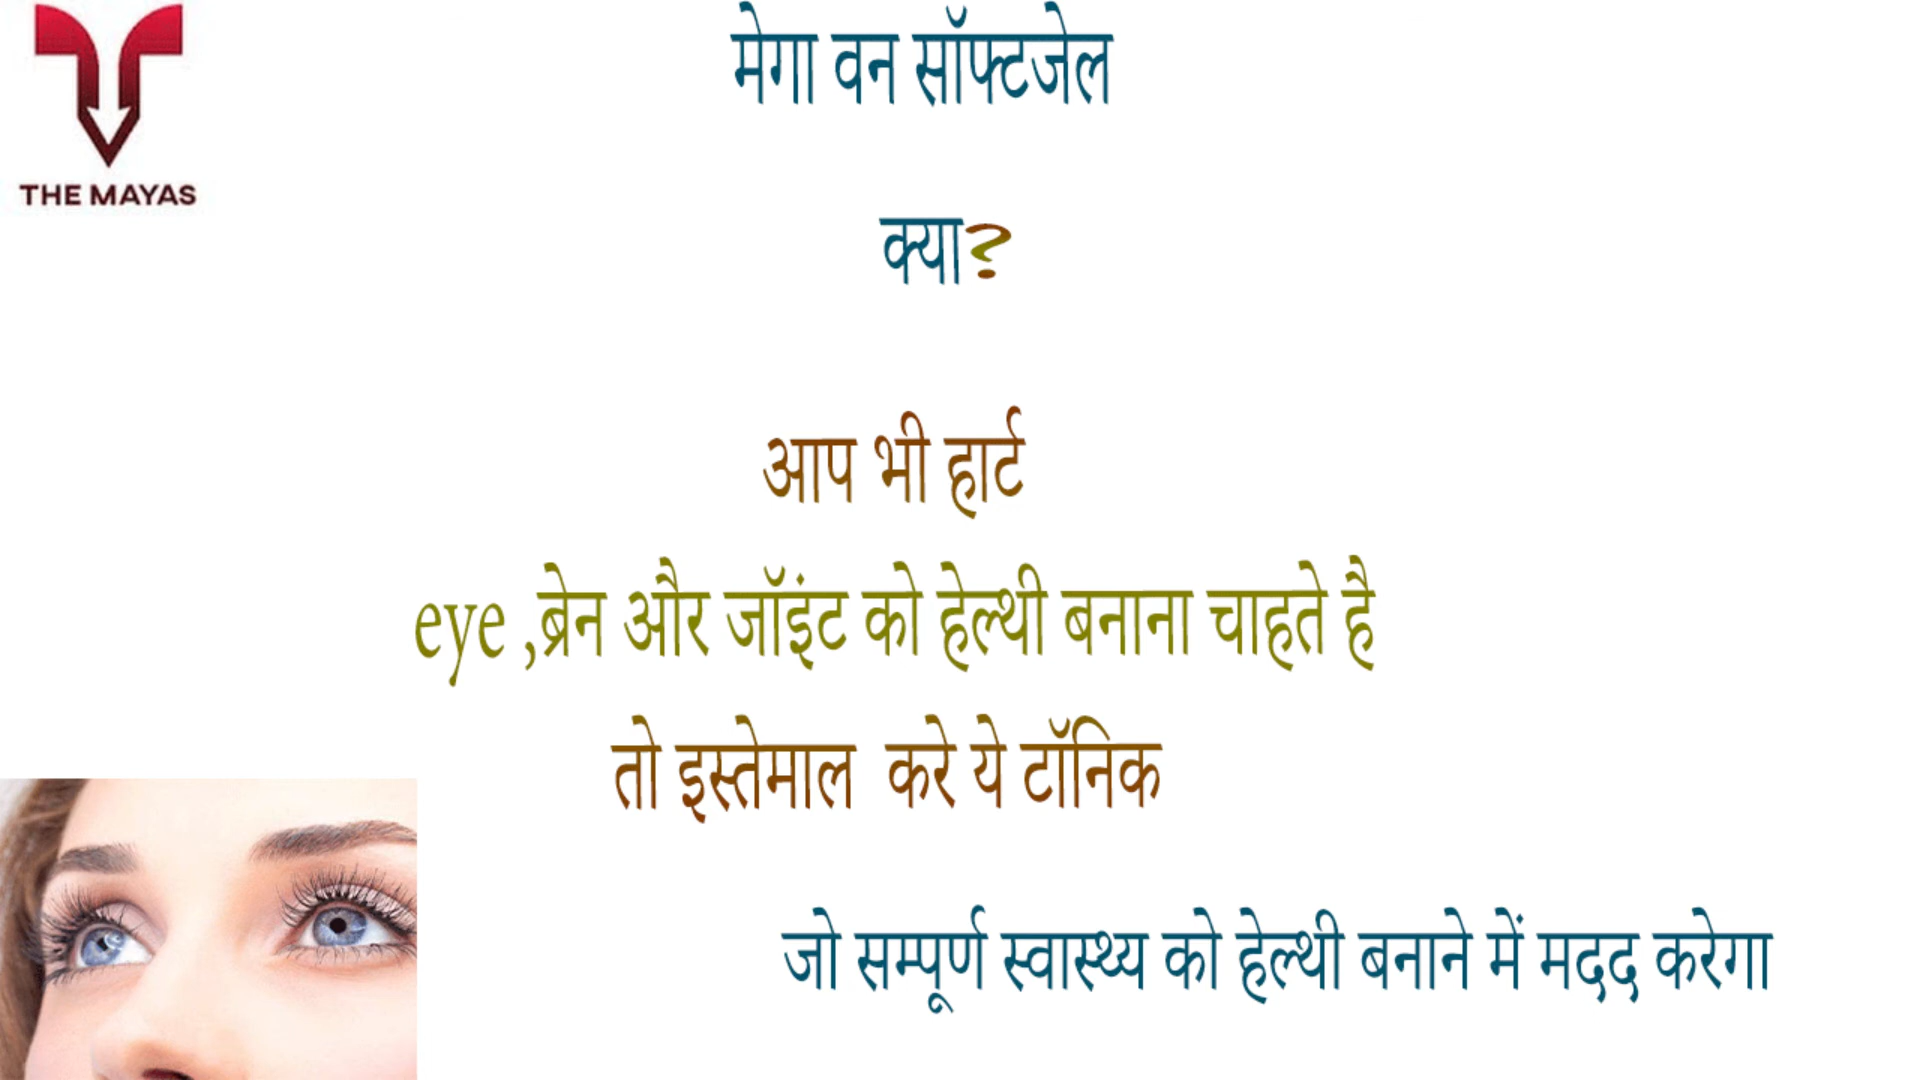 THE MAYAS
मेगा वन सॉफ्टजेल
क्या?
आप भी हार्ट
eye ,ब्रेन और जॉइंट को हेल्थी बनाना चाहते है
तो इस्तेमाल  करे ये टॉनिक
जो सम्पूर्ण स्वास्थ्य को हेल्थी बनाने में मदद करेगा